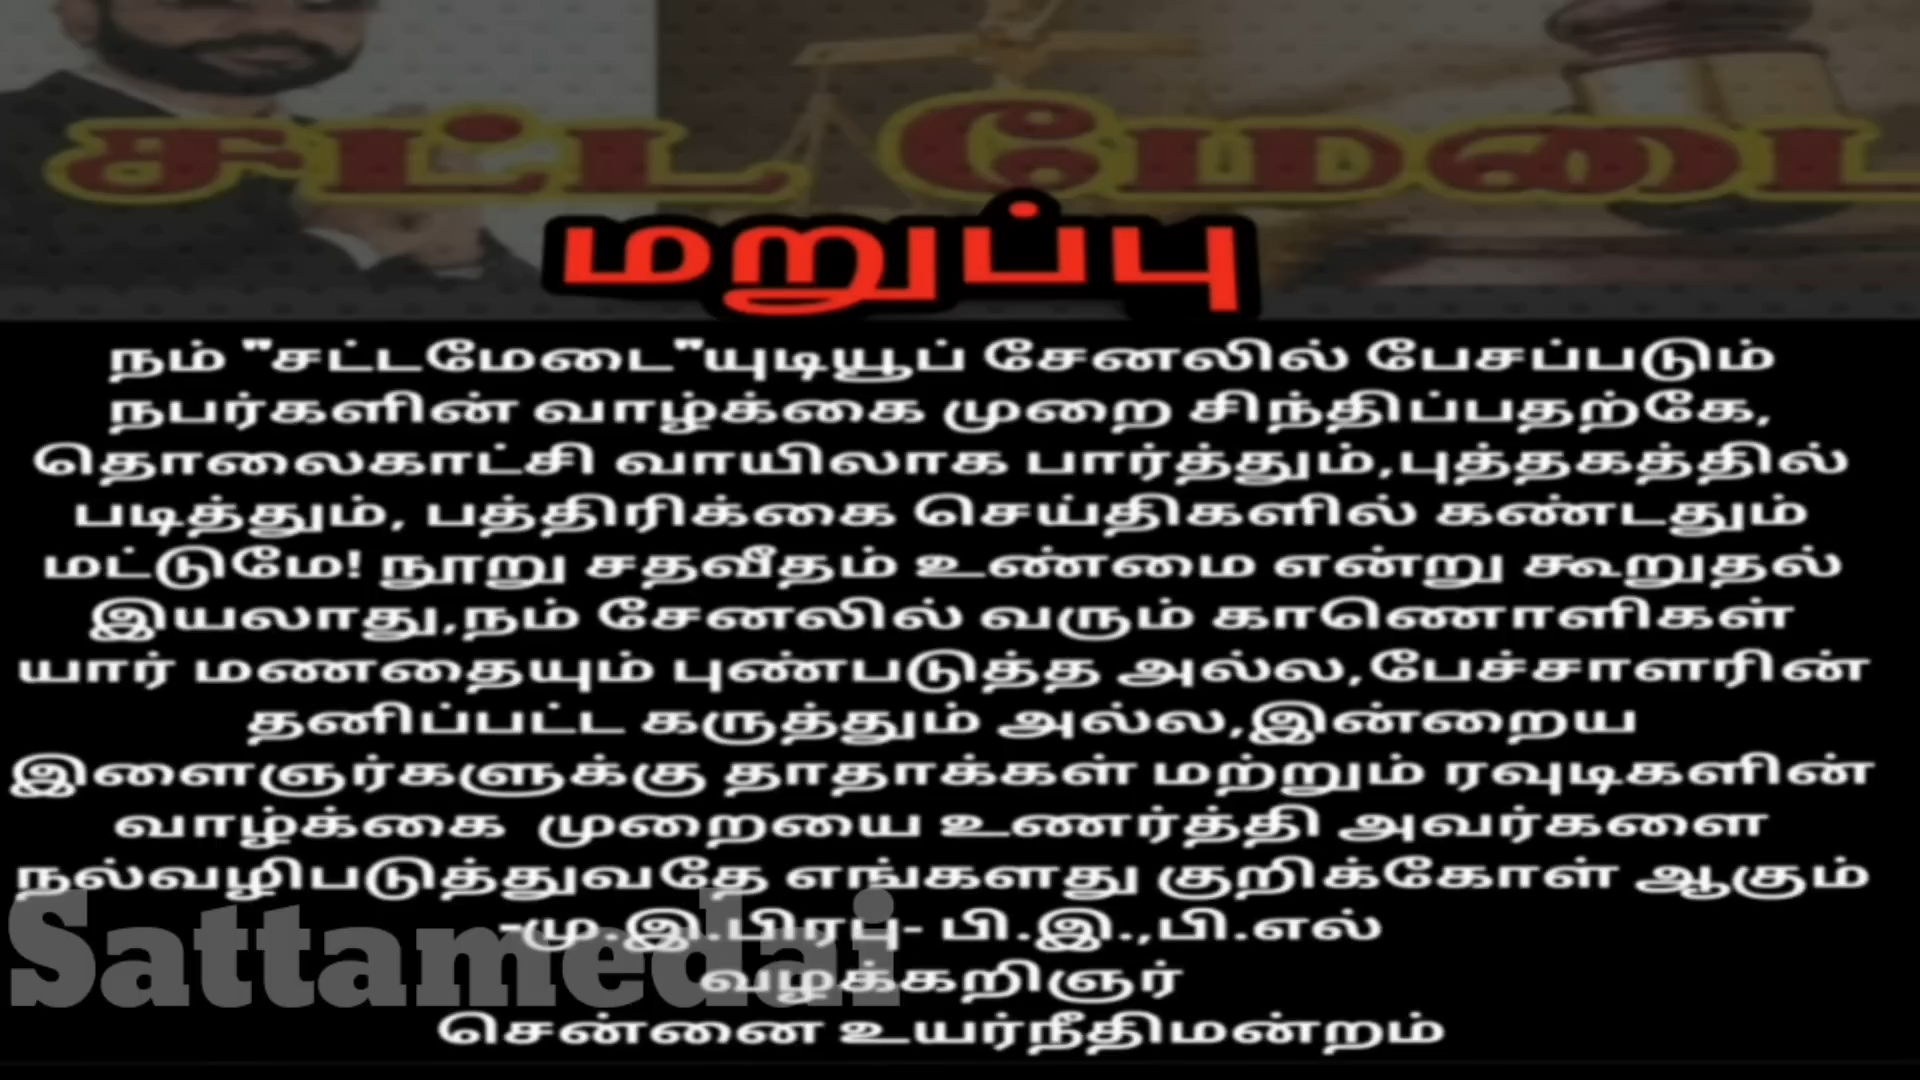 சட்ட மேடை
மறுப்பு
நம் "சட்டமேடை"யுடியூப் சேனலில் பேசப்படும்
நபர்களின் வாழ்க்கை முறை சிந்திப்பதற்கே,
தொலைகாட்சி வாயிலாக பார்த்தும்,புத்தகத்தில்
படித்தும், பத்திரிக்கை செய்திகளில் கண்டதும்
மட்டுமே! நூறு சதவீதம் உண்மை என்று கூறுதல்
இயலாது,நம் சேனலில் வரும் காணொளிகள்
யார் மணதையும் புண்படுத்த அல்ல,பேச்சாளரின்
தனிப்பட்ட கருத்தும் அல்ல,இன்றைய
இளைஞர்களுக்கு தாதாக்கள் மற்றும் ரவுடிகளின்
வாழ்க்கை முறையை உணர்த்தி அவர்களை
நல்வழிபடுத்துவதே எங்களது குறிக்கோள் ஆகும்
-மு.இ.பிரபு- பி.இ.,பி.எல்
வழக்கறிஞர்
சென்னை உயர்நீதிமன்றம்
Sattamedai